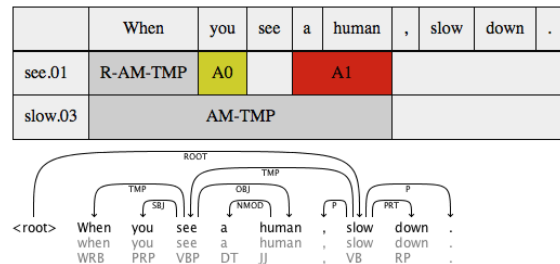 When you see a human , slow down .
see.01 R-AM-TMP A0 A1
slow.03 AM-TMP
ROOT
TMP
TMP OBJ P
SBJ NMOD P PRT
<root> When you see a human , slow down .
when you see a human , slow down .
WRB PRP VBP DT JJ , VB RP .